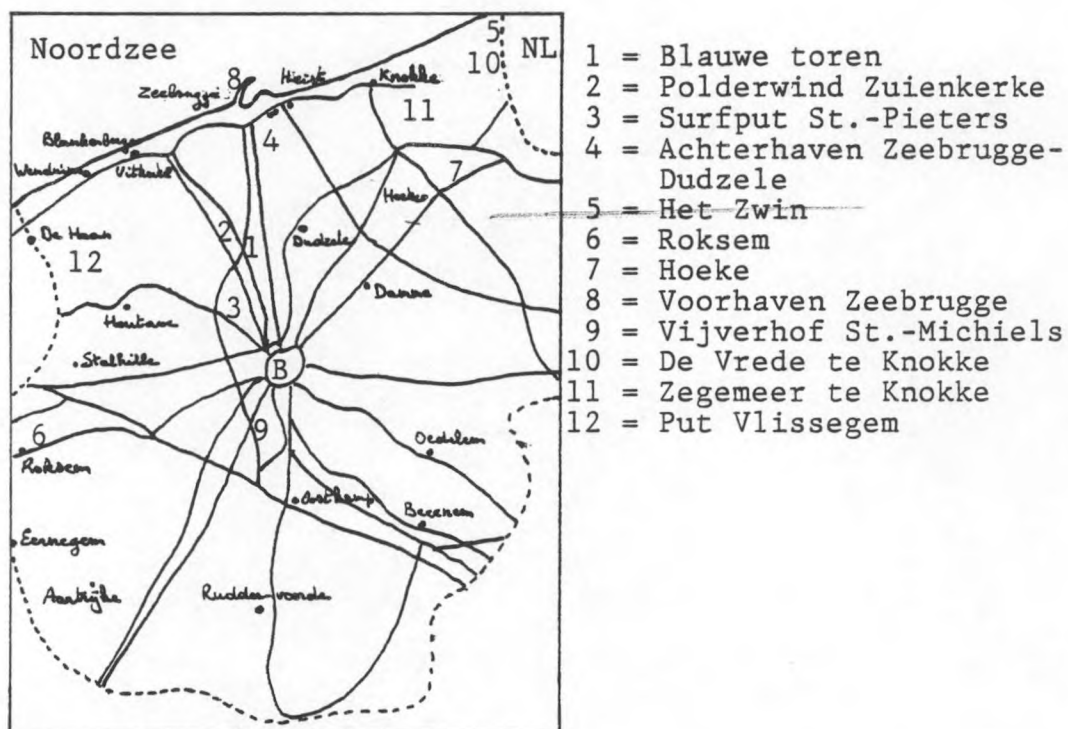 Noordzee
5
NL
10
8
Heist
Knokke
Zeebrugge
11
4
Blankenberge
Wenduine
Uitkerke
7
Hoeke
De Haan
2
1
Dudzele
12
Damme
3
Houtave
Stalhille
B
6
9
Oedelem
Roksem
Oostkamp
Beernem
Eernegem
Aartrijke
Ruddervoorde
1 = Blauwe toren
2 = Polderwind Zuienkerke
3 = Surfput St.-Pieters
4 = Achterhaven Zeebrugge-
Dudzele
5 = Het Zwin
6 = Roksem
7 = Hoeke
8 = Voorhaven Zeebrugge
9 = Vijverhof St.-Michiels
10 = De Vrede te Knokke
11 = Zegemeer te Knokke
12 = Put Vlissegem